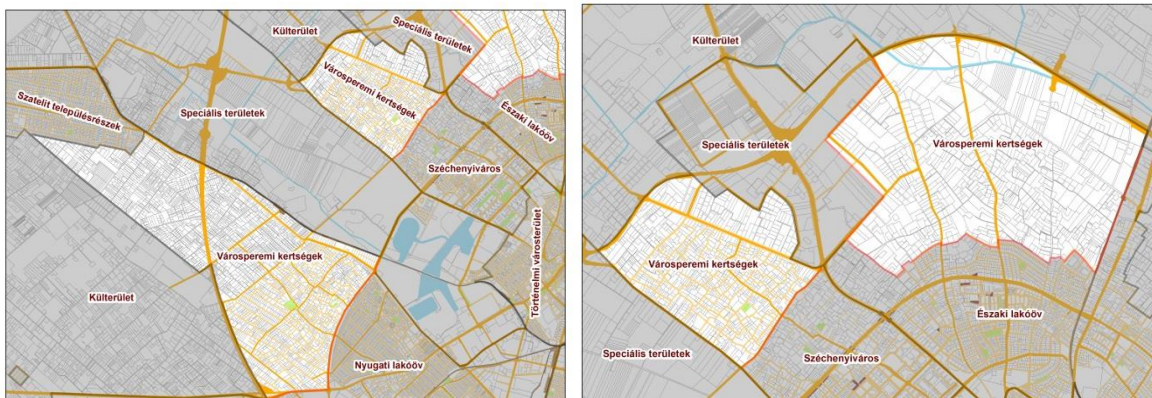 Külterület
Speciális területek
Városperemi kertségek
Szatelit településrészek
Speciális területek
Északi lakóöv
Széchenyiváros
Történelmi városterület
Városperemi kertségek
Külterület
Nyugati lakóöv
Külterület
Speciális területek
Városperemi kertségek
Városperemi kertségek
Északi lakóöv
Speciális területek
Széchenyiváros